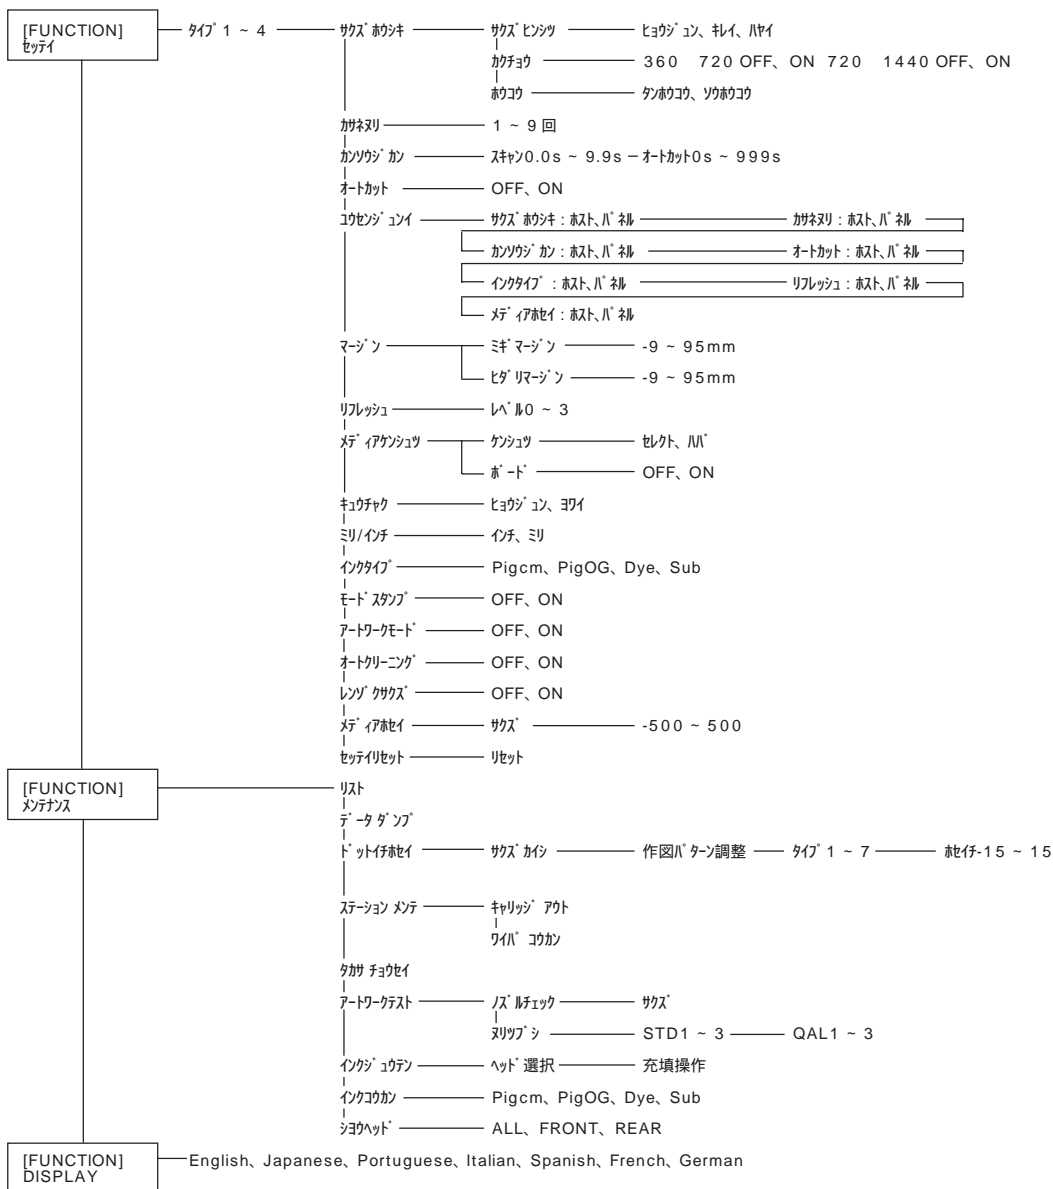 [FUNCTION]
セッテイ
タイプ 1 ~ 4 サクズ ホウシキ サクズ ヒンシツ ヒョウジュン、キレイ、ハヤイ
カクチョウ 360 720 OFF、ON 720 1440 OFF、ON
ホウコウ タンホウコウ、ソウホウコウ
カサネヌリ 1 ~ 9 回
カンソウジカン スキャン0.0s ~ 9.9s オートカット0s ~ 999s
オートカット OFF、ON
ユウセンジュンイ サクズ ホウシキ : ホスト、パネル カサネヌリ : ホスト、パネル
カンソウジカン : ホスト、パネル オートカット : ホスト、パネル
インクタイプ : ホスト、パネル リフレッシュ : ホスト、パネル
メディアホセイ : ホスト、パネル
マージン ミギマージン -9 ~ 95mm
ヒダリマージン -9 ~ 95mm
リフレッシュ レベル0 ~ 3
メディアケンシュツ ケンシュツ セレクト、ハバ
ボード OFF、ON
キュウチャク ヒョウジュン、ヨワイ
ミリ/インチ インチ、ミリ
インクタイプ Pigcm、PigOG、Dye、Sub
モードスタンプ OFF、ON
アートワークモード OFF、ON
オートクリーニング OFF、ON
レンゾクサクズ OFF、ON
メディアホセイ サクズ -500 ~ 500
セッテイリセット リセット
[FUNCTION]
メンテナンス
リスト
データ ダンプ
ドットイチホセイ サクズ カイシ 作図パターン調整 タイプ 1 ~ 7 ホセイチ-15 ~ 15
ステーション メンテ キャリッジ アウト
ワイパ コウカン
タカサ チョウセイ
アートワークテスト ノズルチェック サクズ
ヌリツブシ STD1 ~ 3 QAL1 ~ 3
インクジュウテン ヘッド選択 充填操作
インクコウカン Pigcm、PigOG、Dye、Sub
ショウヘッド ALL、FRONT、REAR
[FUNCTION]
DISPLAY
English、Japanese、Portuguese、Italian、Spanish、French、German